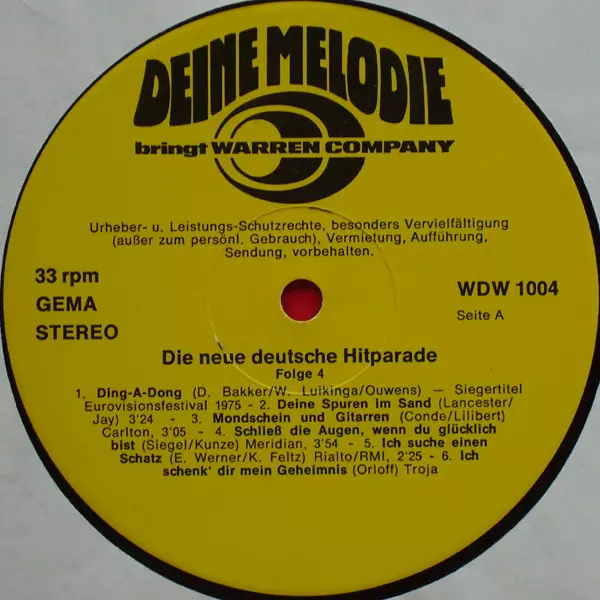 DEINE MELODIE
bringt WARREN COMPANY
Urheber- u. Leistungs-Schutzrechte, besonders Vervielfältigung
(außer zum persönl. Gebrauch), Vermietung, Aufführung,
Sendung, vorbehalten.
33 rpm
GEMA
STEREO
WDW 1004
Seite A
Die neue deutsche Hitparade
Folge 4
1. Ding-A-Dong (D. Bakker/W. Luikinga/Ouwens) — Siegertitel
Eurovisionsfestival 1975 - 2. Deine Spuren im Sand (Lancester/
Jay) 3'24 - 3. Mondschein und Gitarren (Conde/Lilibert)
Carlton, 3'05 - 4. Schließ die Augen, wenn du glücklich
bist (Siegel/Kunze) Meridian, 3'54 - 5. Ich suche einen
Schatz (E. Werner/K. Feltz) Rialto/RMI, 2'25 - 6. Ich
schenk' dir mein Geheimnis (Orloff) Troja